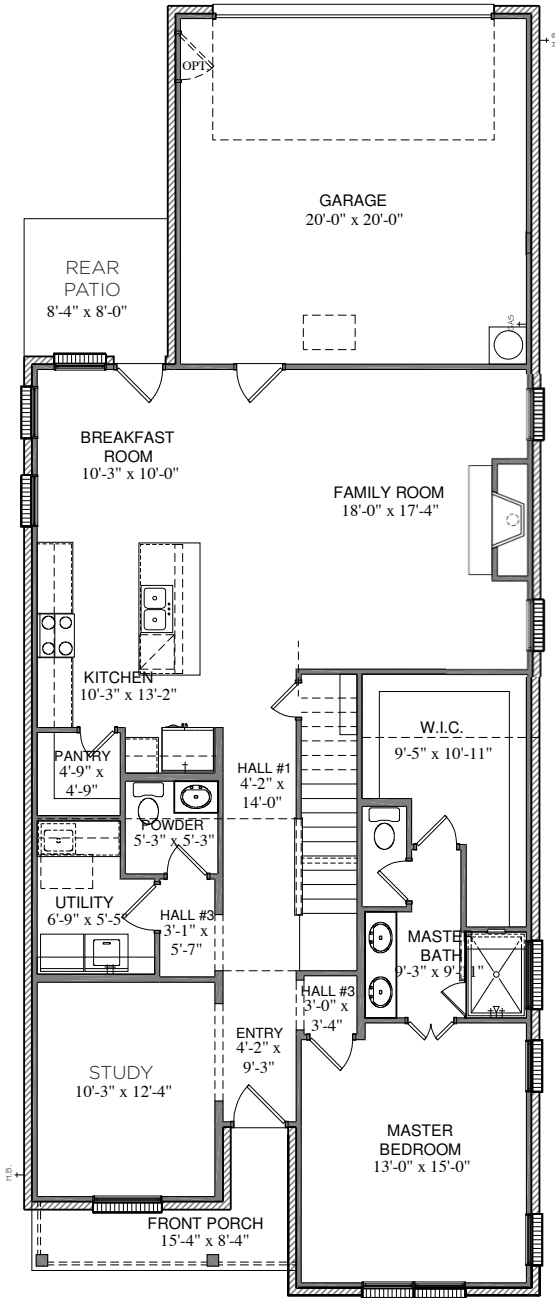 H.B.
OPT.
GARAGE
20'-0" x 20'-0"
REAR
PATIO
8'-4" x 8'-0"
GAS
BREAKFAST
ROOM
10'-3" x 10'-0"
FAMILY ROOM
18'-0" x 17'-4"
KITCHEN
10'-3" x 13'-2"
W.I.C.
9'-5" x 10'-11"
PANTRY
4'-9" x
4'-9"
HALL #1
4'-2" x
14'-0"
POWDER
5'-3" x 5'-3"
UTILITY
6'-9" x 5'-5"
HALL #3
3'-1" x
5'-7"
MASTER
BATH
HALL #3
3'-0" x
3'-4"
ENTRY
4'-2" x
9'-3"
STUDY
10'-3" x 12'-4"
MASTER
BEDROOM
13'-0" x 15'-0"
H.B.
FRONT PORCH
15'-4" x 8'-4"